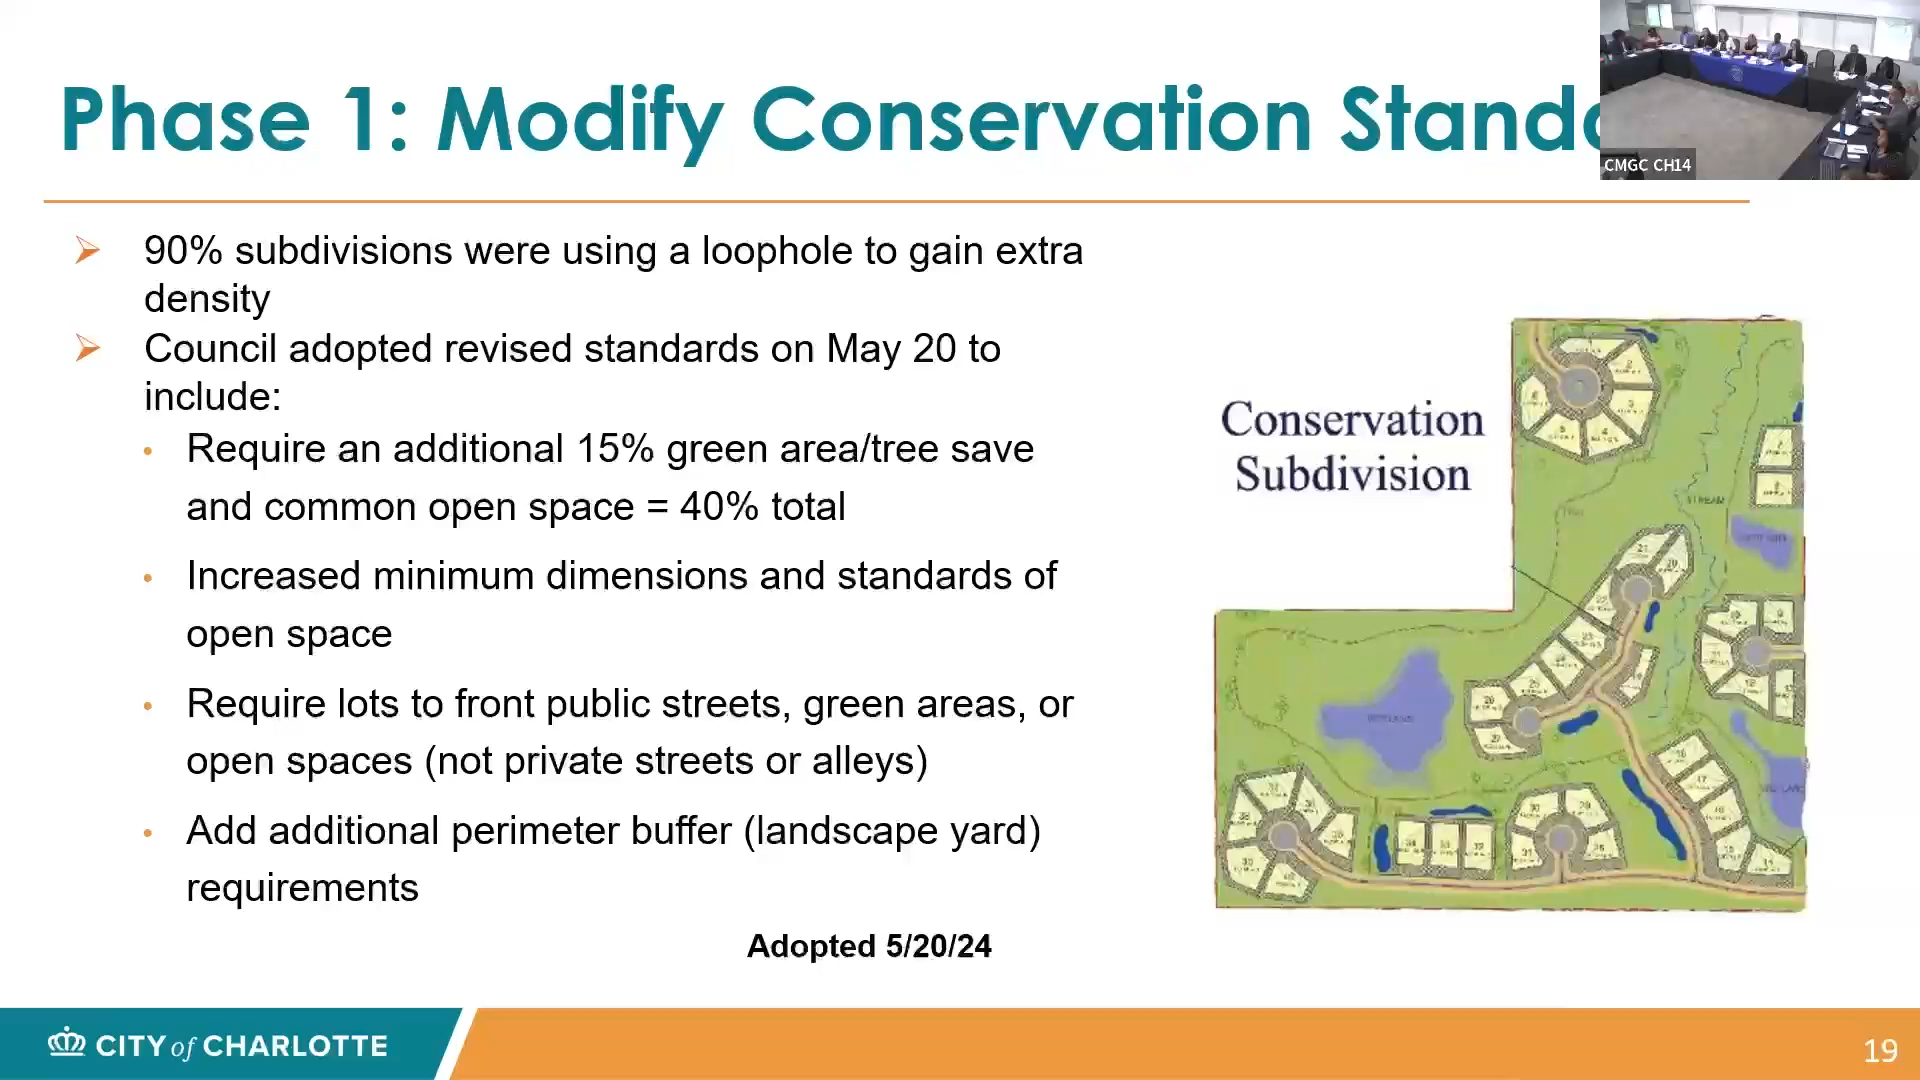 Phase 1: Modify Conservation Standa
CMGC CH14
90% subdivisions were using a loophole to gain extra
density
Council adopted revised standards on May 20 to
include:
Require an additional 15% green area/tree save
and common open space = 40% total
Increased minimum dimensions and standards of
open space
Require lots to front public streets, green areas, or
open spaces (not private streets or alleys)
Add additional perimeter buffer (landscape yard)
requirements
Adopted 5/20/24
Conservation
Subdivision
STREAM
CITY of CHARLOTTE
19